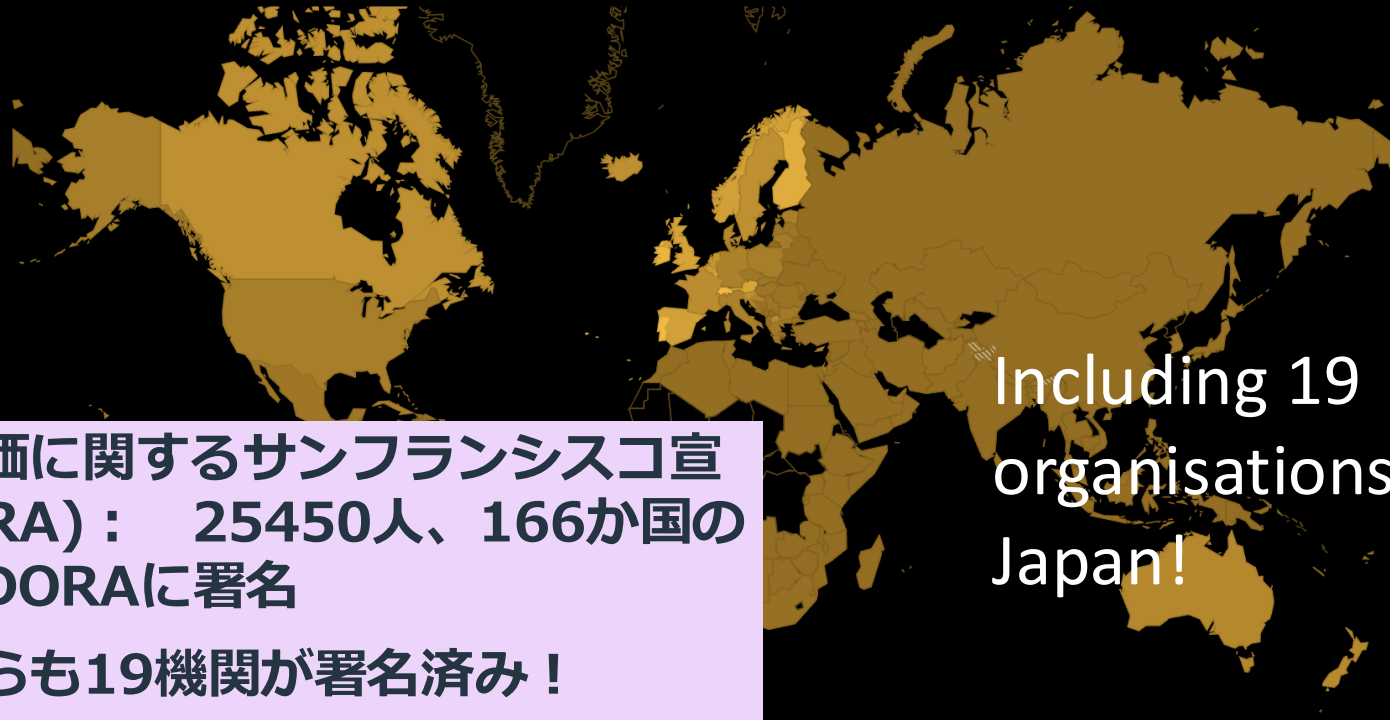 価に関するサンフランシスコ宣
RA)： 25450人、166か国の
DORAに署名
らも19機関が署名済み！
Including 19
organisations
Japan!